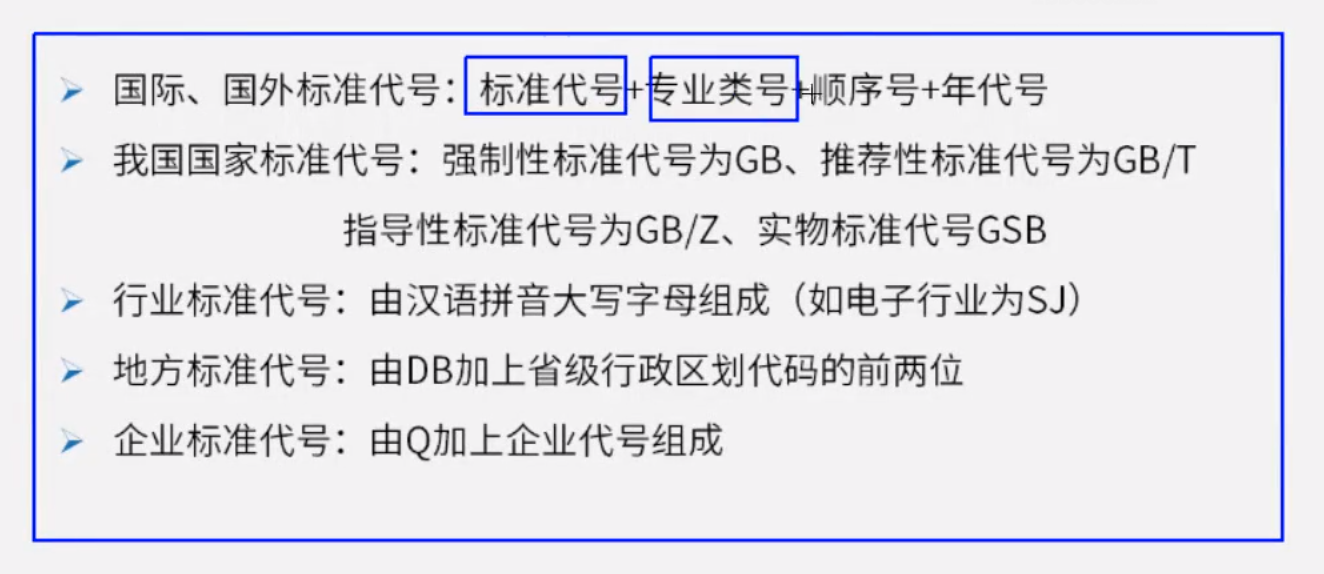 国际、国外标准代号：标准代号+专业类号+顺序号+年代号
我国国家标准代号：强制性标准代号为GB、推荐性标准代号为GB/T
指导性标准代号为GB/Z、实物标准代号GSB
行业标准代号：由汉语拼音大写字母组成（如电子行业为SJ）
地方标准代号：由DB加上省级行政区划代码的前两位
企业标准代号：由Q加上企业代号组成